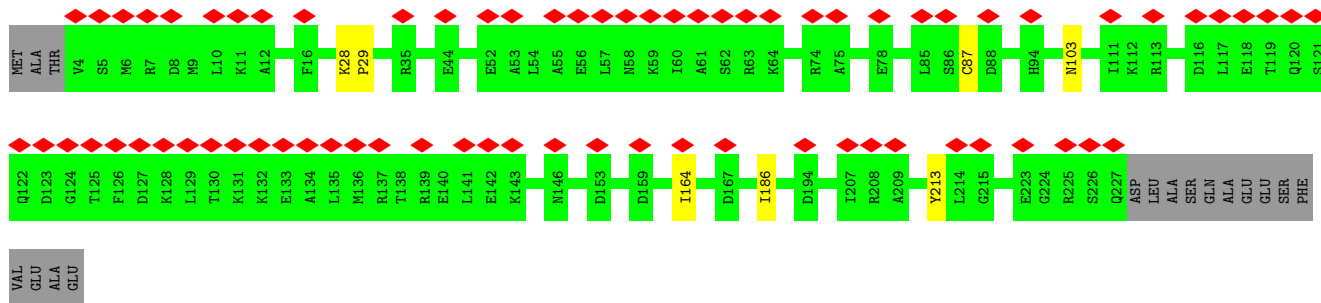 MET ALA THR V4 S5 M6 R7 D8 M9 L10 K11 A12 F16 K28 P29 R35 E44 E52 A53 L54 A55 E56 L57 N58 K59 I60 A61 S62 R63 K64 R74 A75 E78 L85 S86 C87 D88 H94 N103 I111 K112 R113 D116 L117 E118 T119 Q120 S121
Q122 D123 G124 T125 F126 D127 K128 L129 T130 K131 K132 E133 A134 L135 M136 R137 T138 R139 E140 L141 E142 K143 N146 D153 D159 I164 D167 I186 D194 I207 R208 A209 Y213 L214 G215 E223 G224 R225 S226 Q227 ASP LEU ALA SER GLN ALA GLU GLU SER PHE
VAL GLU ALA GLU